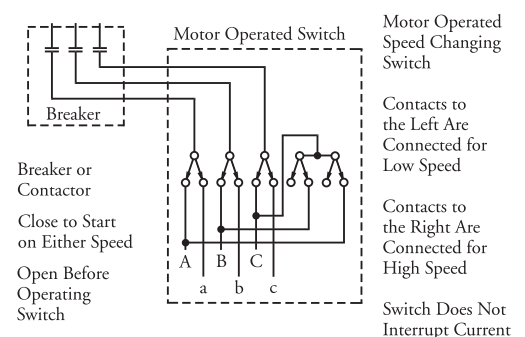 Motor Operated Switch
Breaker
Breaker or
Contactor
Close to Start
on Either Speed
Open Before
Operating
Switch
A
B
C
a
b
c
Motor Operated
Speed Changing
Switch
Contacts to
the Left Are
Connected for
Low Speed
Contacts to
the Right Are
Connected for
High Speed
Switch Does Not
Interrupt Current